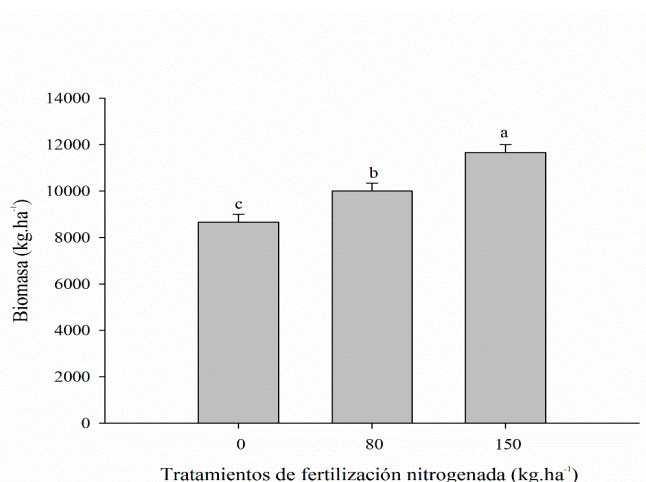 14000
12000
10000
8000
6000
4000
2000
0
Biomasa (kg.ha⁻¹)
c
b
a
0
80
150
Tratamientos de fertilización nitrogenada (kg.ha⁻¹)